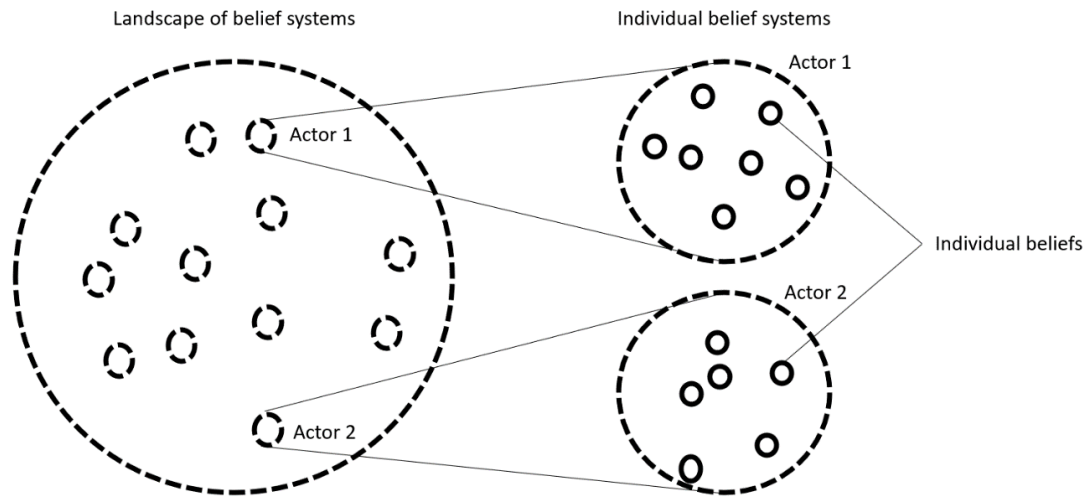 Landscape of belief systems
Individual belief systems
Actor 1
Actor 1
Individual beliefs
Actor 2
Actor 2